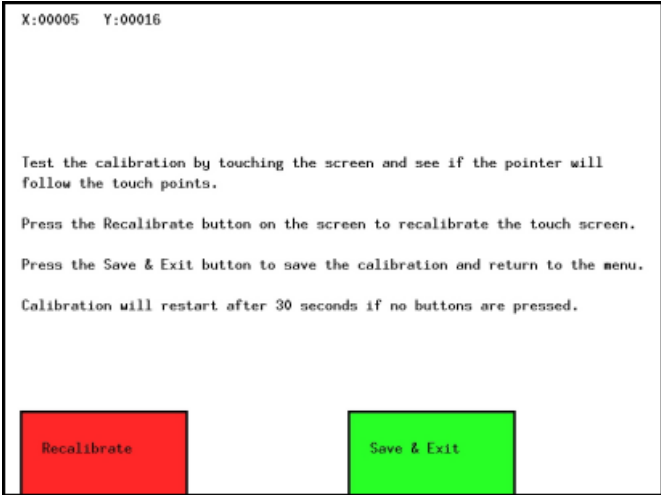 X:00005 Y:00016
Test the calibration by touching the screen and see if the pointer will
follow the touch points.
Press the Recalibrate button on the screen to recalibrate the touch screen.
Press the Save & Exit button to save the calibration and return to the menu.
Calibration will restart after 30 seconds if no buttons are pressed.
Recalibrate
Save & Exit